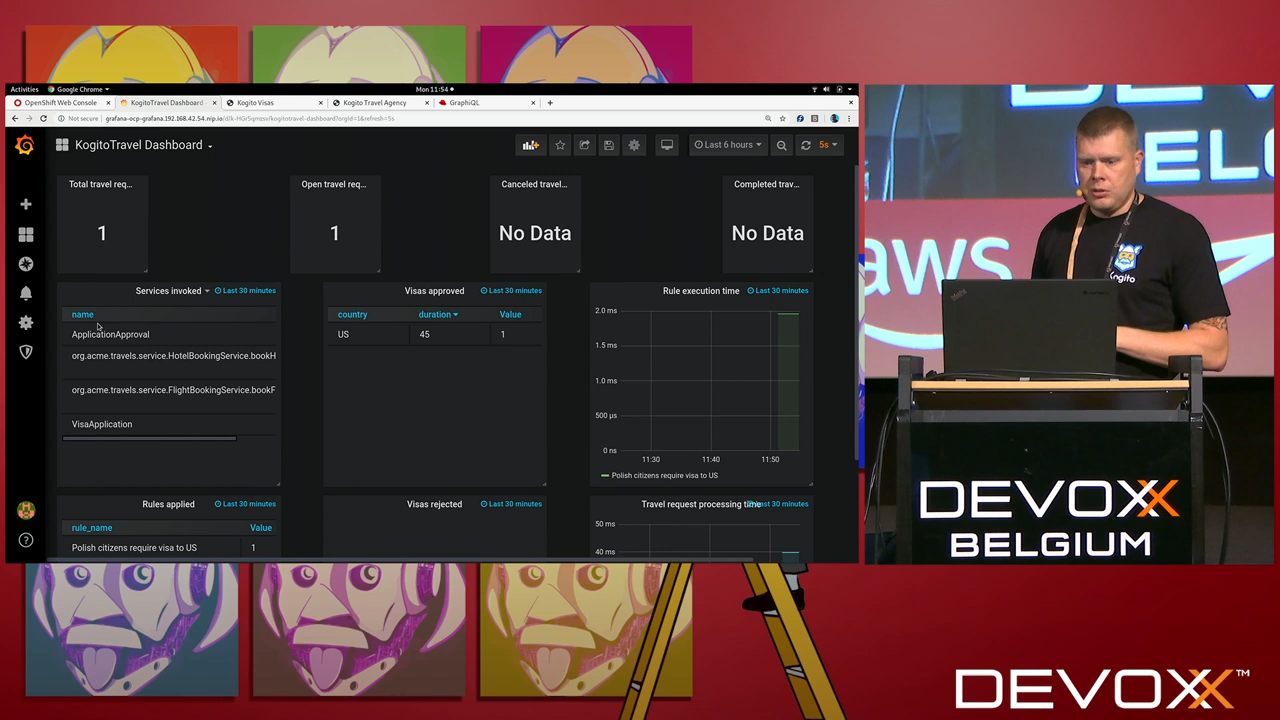 Activities
Google Chrome
Mon 11:54
OpenShift Web Console
KogitoTravel Dashboard
Kogito Visas
Kogito Travel Agency
GraphiQL
Not secure
KogitoTravel Dashboard
Last 6 hours
5s
Total travel req...
Open travel req...
Canceled travel...
Completed trav...
1
1
No Data
No Data
Services invoked
Last 30 minutes
Visas approved
Last 30 minutes
Rule execution time
Last 30 minutes
name
ApplicationApproval
org.acme.travels.service.HotelBookingService.bookH
org.acme.travels.service.FlightBookingService.bookF
VisaApplication
country
duration
Value
US
45
1
2.0 ms
1.5 ms
1.0 ms
500 µs
0 ns
11:30
11:40
11:50
Polish citizens require visa to US
Rules applied
Last 30 minutes
Visas rejected
Last 30 minutes
Travel request processing time
Last 30 minutes
rule_name
Value
Polish citizens require visa to US
1
50 ms
40 ms
aws
Kogito
DEVOXX
BELGIUM
DEVOXX™